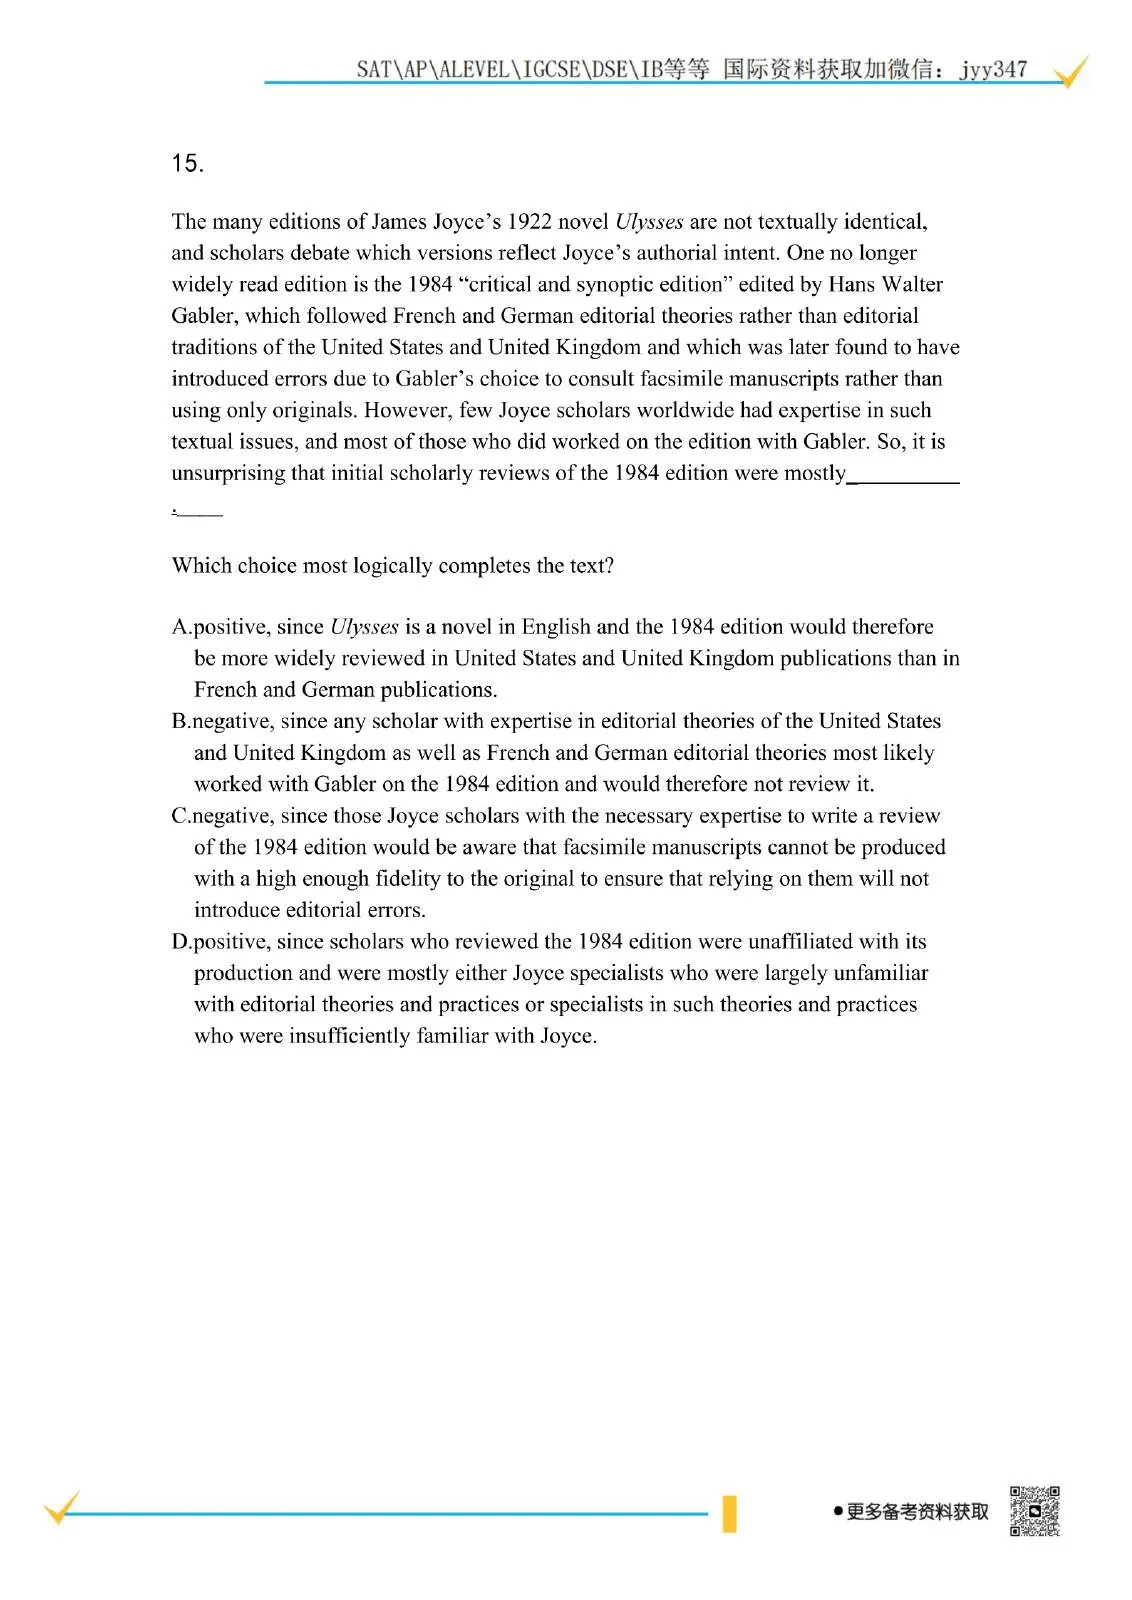 SAT\AP\ALEVEL\IGCSE\DSE\IB等等 国际资料获取加微信：jyy347
15.
The many editions of James Joyce’s 1922 novel Ulysses are not textually identical,
and scholars debate which versions reflect Joyce’s authorial intent. One no longer
widely read edition is the 1984 “critical and synoptic edition” edited by Hans Walter
Gabler, which followed French and German editorial theories rather than editorial
traditions of the United States and United Kingdom and which was later found to have
introduced errors due to Gabler’s choice to consult facsimile manuscripts rather than
using only originals. However, few Joyce scholars worldwide had expertise in such
textual issues, and most of those who did worked on the edition with Gabler. So, it is
unsurprising that initial scholarly reviews of the 1984 edition were mostly__________
.____
Which choice most logically completes the text?
A.positive, since Ulysses is a novel in English and the 1984 edition would therefore
be more widely reviewed in United States and United Kingdom publications than in
French and German publications.
B.negative, since any scholar with expertise in editorial theories of the United States
and United Kingdom as well as French and German editorial theories most likely
worked with Gabler on the 1984 edition and would therefore not review it.
C.negative, since those Joyce scholars with the necessary expertise to write a review
of the 1984 edition would be aware that facsimile manuscripts cannot be produced
with a high enough fidelity to the original to ensure that relying on them will not
introduce editorial errors.
D.positive, since scholars who reviewed the 1984 edition were unaffiliated with its
production and were mostly either Joyce specialists who were largely unfamiliar
with editorial theories and practices or specialists in such theories and practices
who were insufficiently familiar with Joyce.
●更多备考资料获取